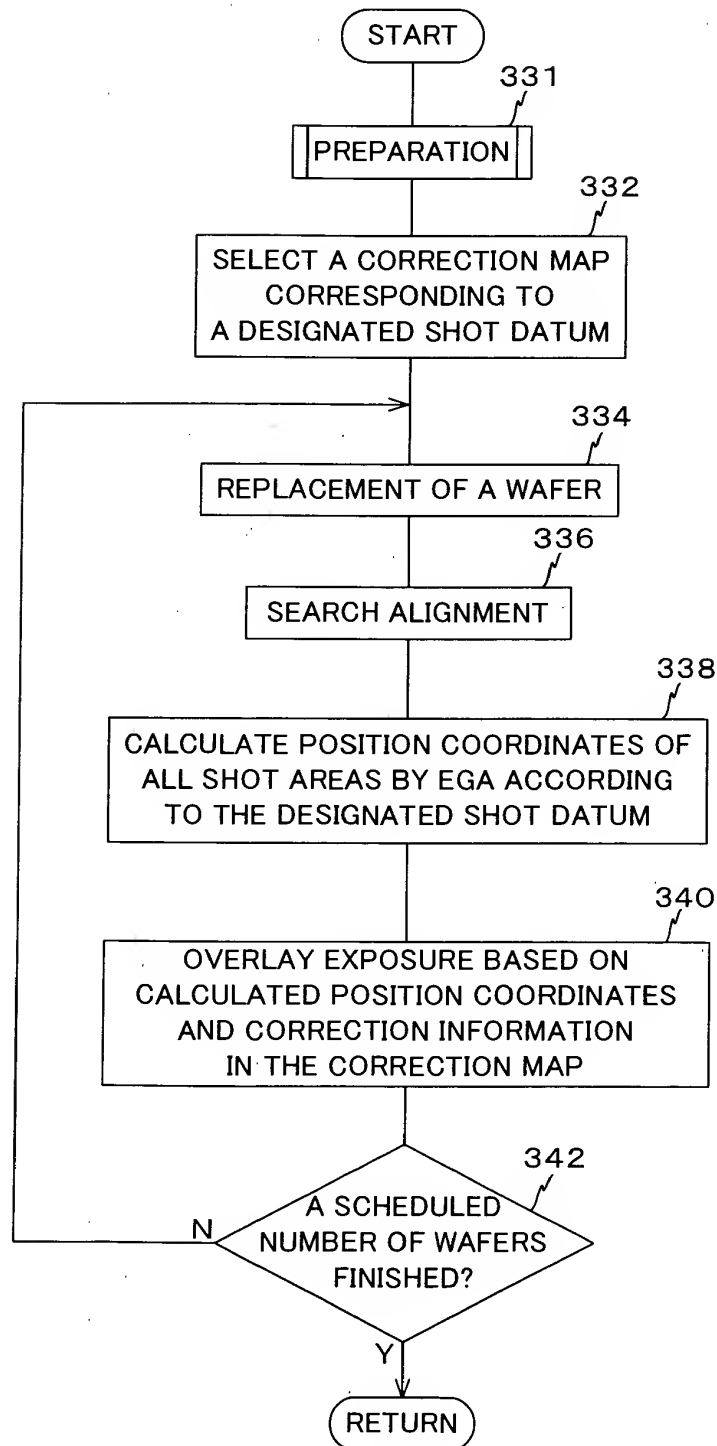 START
331
PREPARATION
332
SELECT A CORRECTION MAP
CORRESPONDING TO
A DESIGNATED SHOT DATUM
334
REPLACEMENT OF A WAFER
336
SEARCH ALIGNMENT
338
CALCULATE POSITION COORDINATES OF
ALL SHOT AREAS BY EGA ACCORDING
TO THE DESIGNATED SHOT DATUM
340
OVERLAY EXPOSURE BASED ON
CALCULATED POSITION COORDINATES
AND CORRECTION INFORMATION
IN THE CORRECTION MAP
342
A SCHEDULED
NUMBER OF WAFERS
FINISHED?
N
Y
RETURN